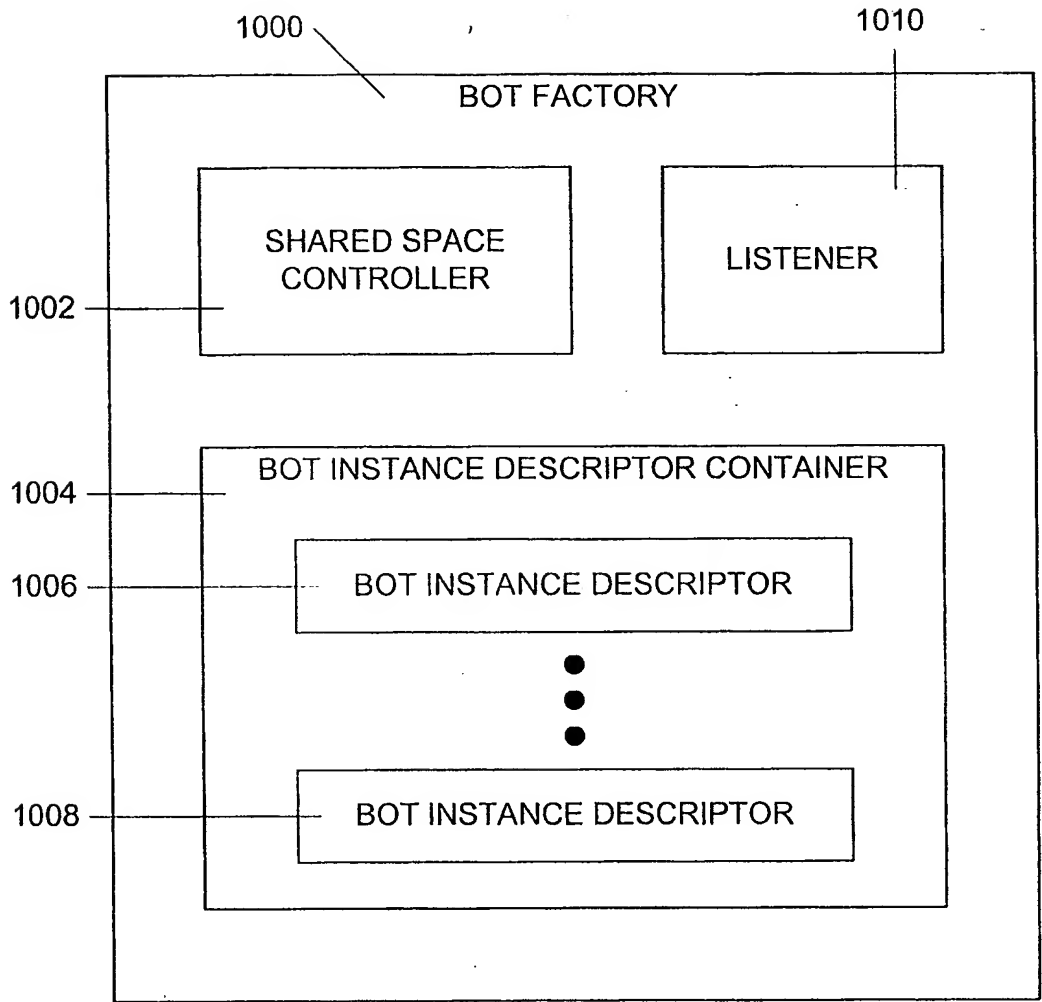 1000
1010
BOT FACTORY
SHARED SPACE
CONTROLLER
LISTENER
1002
BOT INSTANCE DESCRIPTOR CONTAINER
1004
BOT INSTANCE DESCRIPTOR
1006
BOT INSTANCE DESCRIPTOR
1008